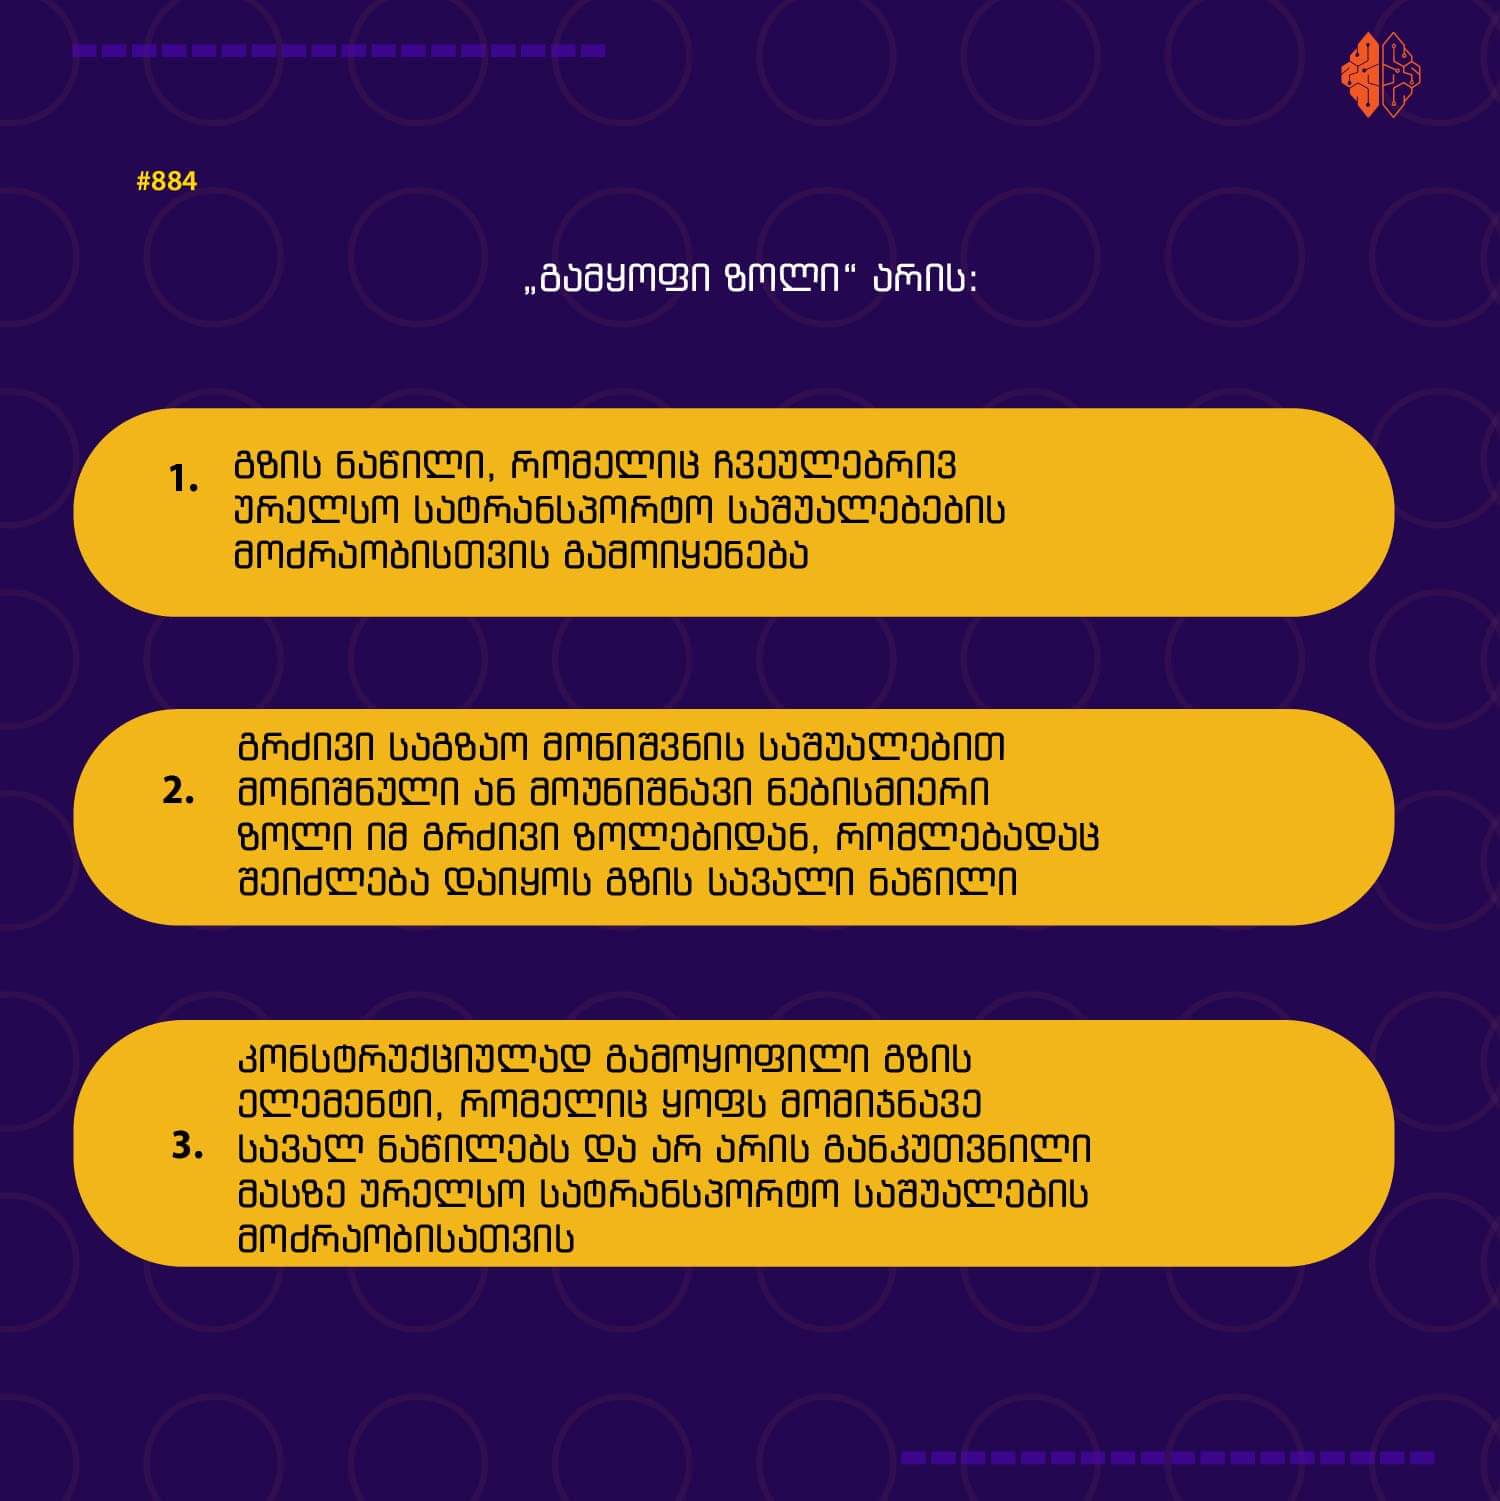 #884
„გამყოფი ზოლი“ არის:
1. გზის ნაწილი, რომელიც ჩვეულებრივ
ურელსო სატრანსპორტო საშუალებების
მოძრაობისთვის გამოიყენება
2. გრძივი საგზაო მონიშვნის საშუალებით
მონიშნული ან მოუნიშნავი ნებისმიერი
ზოლი იმ გრძივი ზოლებიდან, რომლებადაც
შეიძლება დაიყოს გზის სავალი ნაწილი
3. კონსტრუქციულად გამოყოფილი გზის
ელემენტი, რომელიც ყოფს მომიჯნავე
სავალ ნაწილებს და არ არის განკუთვნილი
მასზე ურელსო სატრანსპორტო საშუალების
მოძრაობისათვის